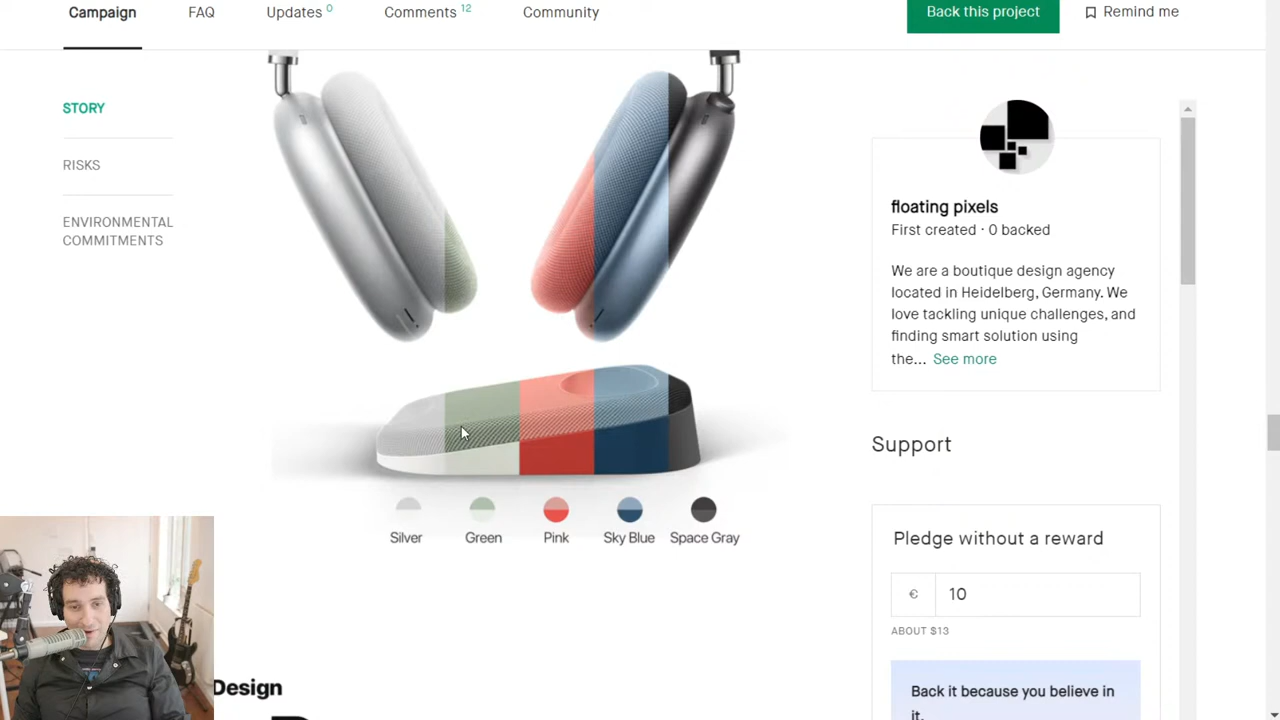 Campaign
FAQ
Updates 0
Comments 12
Community
Back this project
Remind me
STORY
RISKS
ENVIRONMENTAL
COMMITMENTS
Silver
Green
Pink
Sky Blue
Space Gray
Design
floating pixels
First created · 0 backed
We are a boutique design agency
located in Heidelberg, Germany. We
love tackling unique challenges, and
finding smart solution using
the... See more
Support
Pledge without a reward
€ 10
ABOUT $13
Back it because you believe in
it.